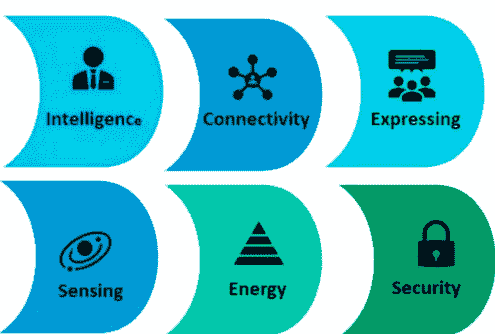 Intelligence
Connectivity
Expressing
Sensing
Energy
Security